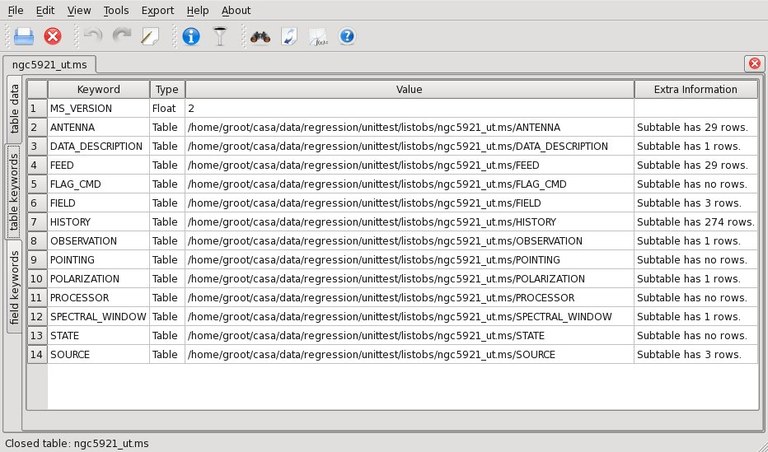 File Edit View Tools Export Help About
ngc5921_ut.ms
table data
table keywords
field keywords
Keyword Type Value Extra Information
1 MS_VERSION Float 2
2 ANTENNA Table /home/groot/casa/data/regression/unittest/listobs/ngc5921_ut.ms/ANTENNA Subtable has 29 rows.
3 DATA_DESCRIPTION Table /home/groot/casa/data/regression/unittest/listobs/ngc5921_ut.ms/DATA_DESCRIPTION Subtable has 1 rows.
4 FEED Table /home/groot/casa/data/regression/unittest/listobs/ngc5921_ut.ms/FEED Subtable has 29 rows.
5 FLAG_CMD Table /home/groot/casa/data/regression/unittest/listobs/ngc5921_ut.ms/FLAG_CMD Subtable has no rows.
6 FIELD Table /home/groot/casa/data/regression/unittest/listobs/ngc5921_ut.ms/FIELD Subtable has 3 rows.
7 HISTORY Table /home/groot/casa/data/regression/unittest/listobs/ngc5921_ut.ms/HISTORY Subtable has 274 rows.
8 OBSERVATION Table /home/groot/casa/data/regression/unittest/listobs/ngc5921_ut.ms/OBSERVATION Subtable has 1 rows.
9 POINTING Table /home/groot/casa/data/regression/unittest/listobs/ngc5921_ut.ms/POINTING Subtable has no rows.
10 POLARIZATION Table /home/groot/casa/data/regression/unittest/listobs/ngc5921_ut.ms/POLARIZATION Subtable has 1 rows.
11 PROCESSOR Table /home/groot/casa/data/regression/unittest/listobs/ngc5921_ut.ms/PROCESSOR Subtable has no rows.
12 SPECTRAL_WINDOW Table /home/groot/casa/data/regression/unittest/listobs/ngc5921_ut.ms/SPECTRAL_WINDOW Subtable has 1 rows.
13 STATE Table /home/groot/casa/data/regression/unittest/listobs/ngc5921_ut.ms/STATE Subtable has no rows.
14 SOURCE Table /home/groot/casa/data/regression/unittest/listobs/ngc5921_ut.ms/SOURCE Subtable has 3 rows.
Closed table: ngc5921_ut.ms